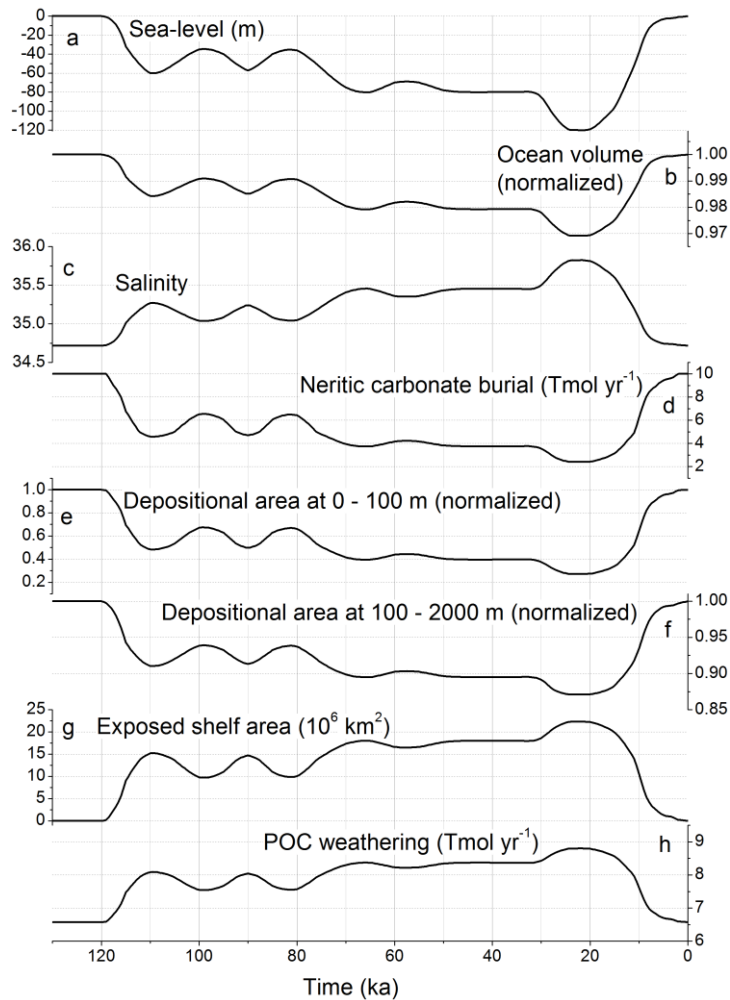 0
-20
-40
-60
-80
-100
-120
a
Sea-level (m)
Ocean volume
(normalized)
b
1.00
0.99
0.98
0.97
36.0
35.5
35.0
34.5
c
Salinity
Neritic carbonate burial (Tmol yr⁻¹)
d
10
8
6
4
2
1.0
0.8
0.6
0.4
0.2
e
Depositional area at 0 - 100 m (normalized)
Depositional area at 100 - 2000 m (normalized)
f
1.00
0.95
0.90
0.85
25
20
15
10
5
0
g
Exposed shelf area (10⁶ km²)
POC weathering (Tmol yr⁻¹)
h
9
8
7
6
120 100 80 60 40 20 0
Time (ka)